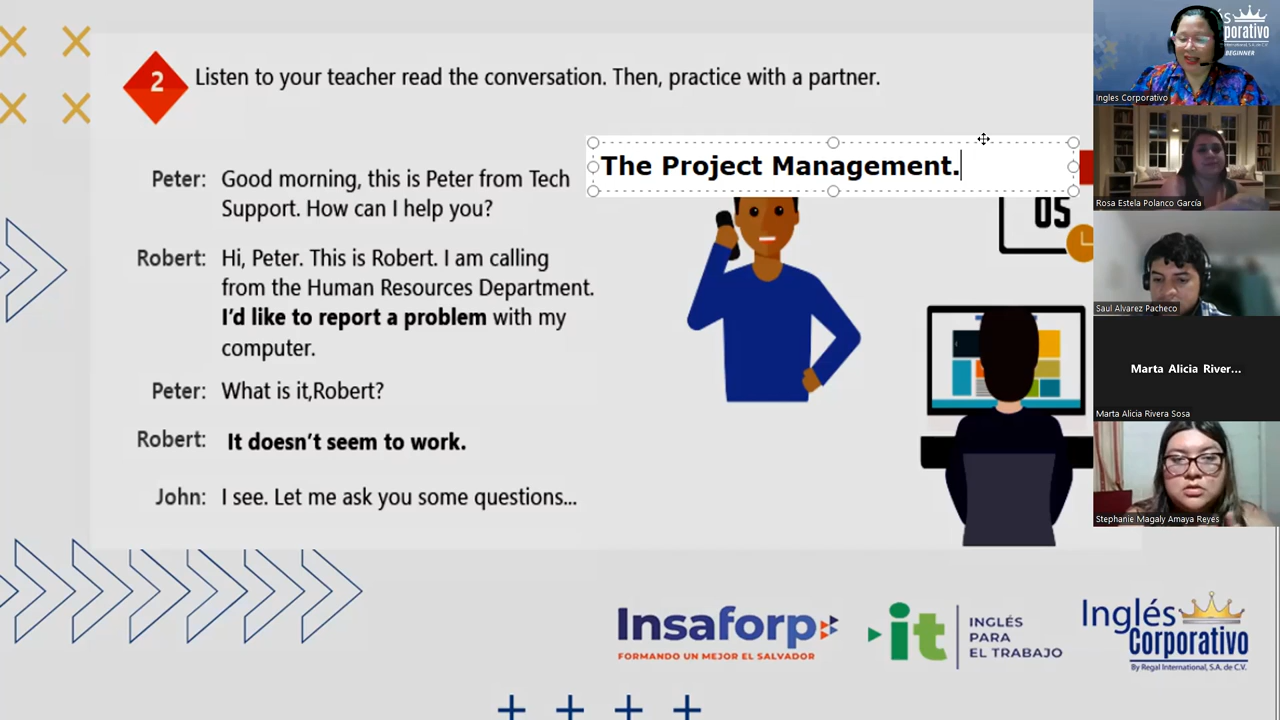 2
Listen to your teacher read the conversation. Then, practice with a partner.
The Project Management.
Peter: Good morning, this is Peter from Tech
Support. How can I help you?
Robert: Hi, Peter. This is Robert. I am calling
from the Human Resources Department.
I'd like to report a problem with my
computer.
Peter: What is it,Robert?
Robert: It doesn't seem to work.
John: I see. Let me ask you some questions...
05
Insaforp
FORMANDO UN MEJOR EL SALVADOR
it
INGLÉS
PARA
EL TRABAJO
Inglés
Corporativo
By Regal International, S.A. de C.V.
BEGINNER
Ingles Corporativo
Rosa Estela Polanco García
Saul Alvarez Pacheco
Marta Alicia River...
Marta Alicia Rivera Sosa
Stephanie Magaly Amaya Reyes